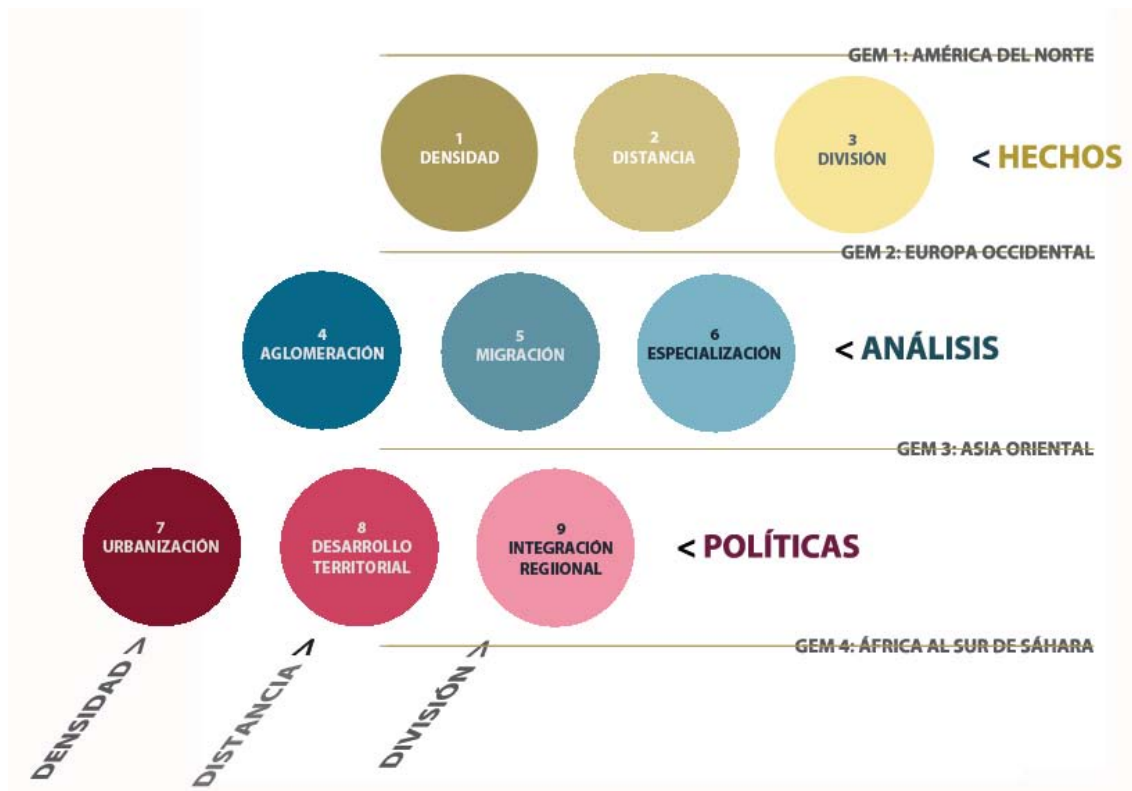 GEM 1: AMÉRICA DEL NORTE
1
DENSIDAD
2
DISTANCIA
3
DIVISIÓN
< HECHOS
GEM 2: EUROPA OCCIDENTAL
4
AGLOMERACIÓN
5
MIGRACIÓN
6
ESPECIALIZACIÓN
< ANÁLISIS
GEM 3: ASIA ORIENTAL
7
URBANIZACIÓN
8
DESARROLLO
TERRITORIAL
9
INTEGRACIÓN
REGIIONAL
< POLÍTICAS
GEM 4: ÁFRICA AL SUR DE SÁHARA
DENSIDAD >
DISTANCIA >
DIVISIÓN >